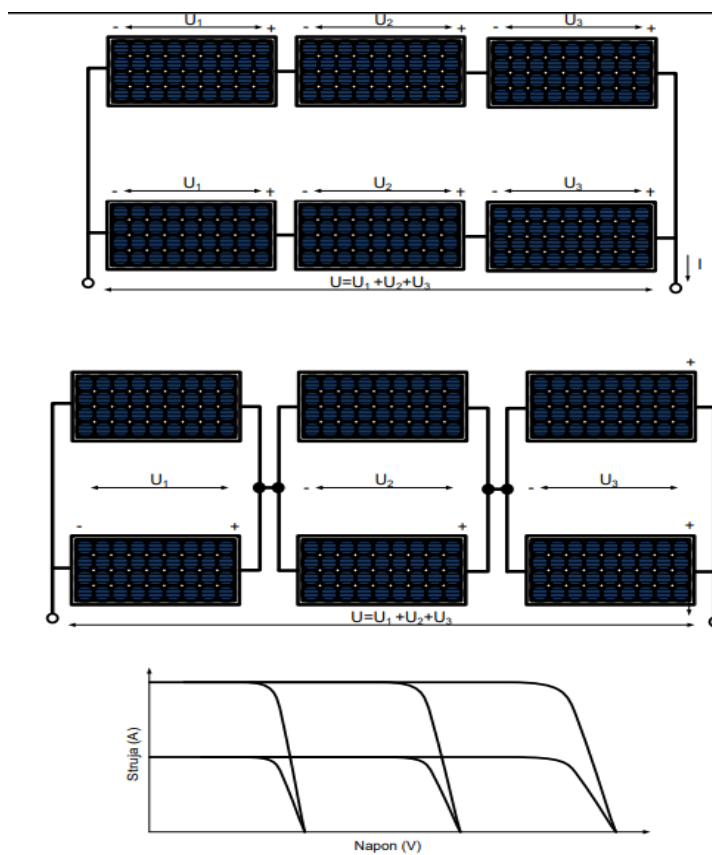 U1 U2 U3
- + - + - +
U1 U2 U3
- + - + - +
I
U=U1 +U2+U3
+
U1 U2 U3
- -
- + + +
U=U1 +U2+U3
Struja (A)
Napon (V)